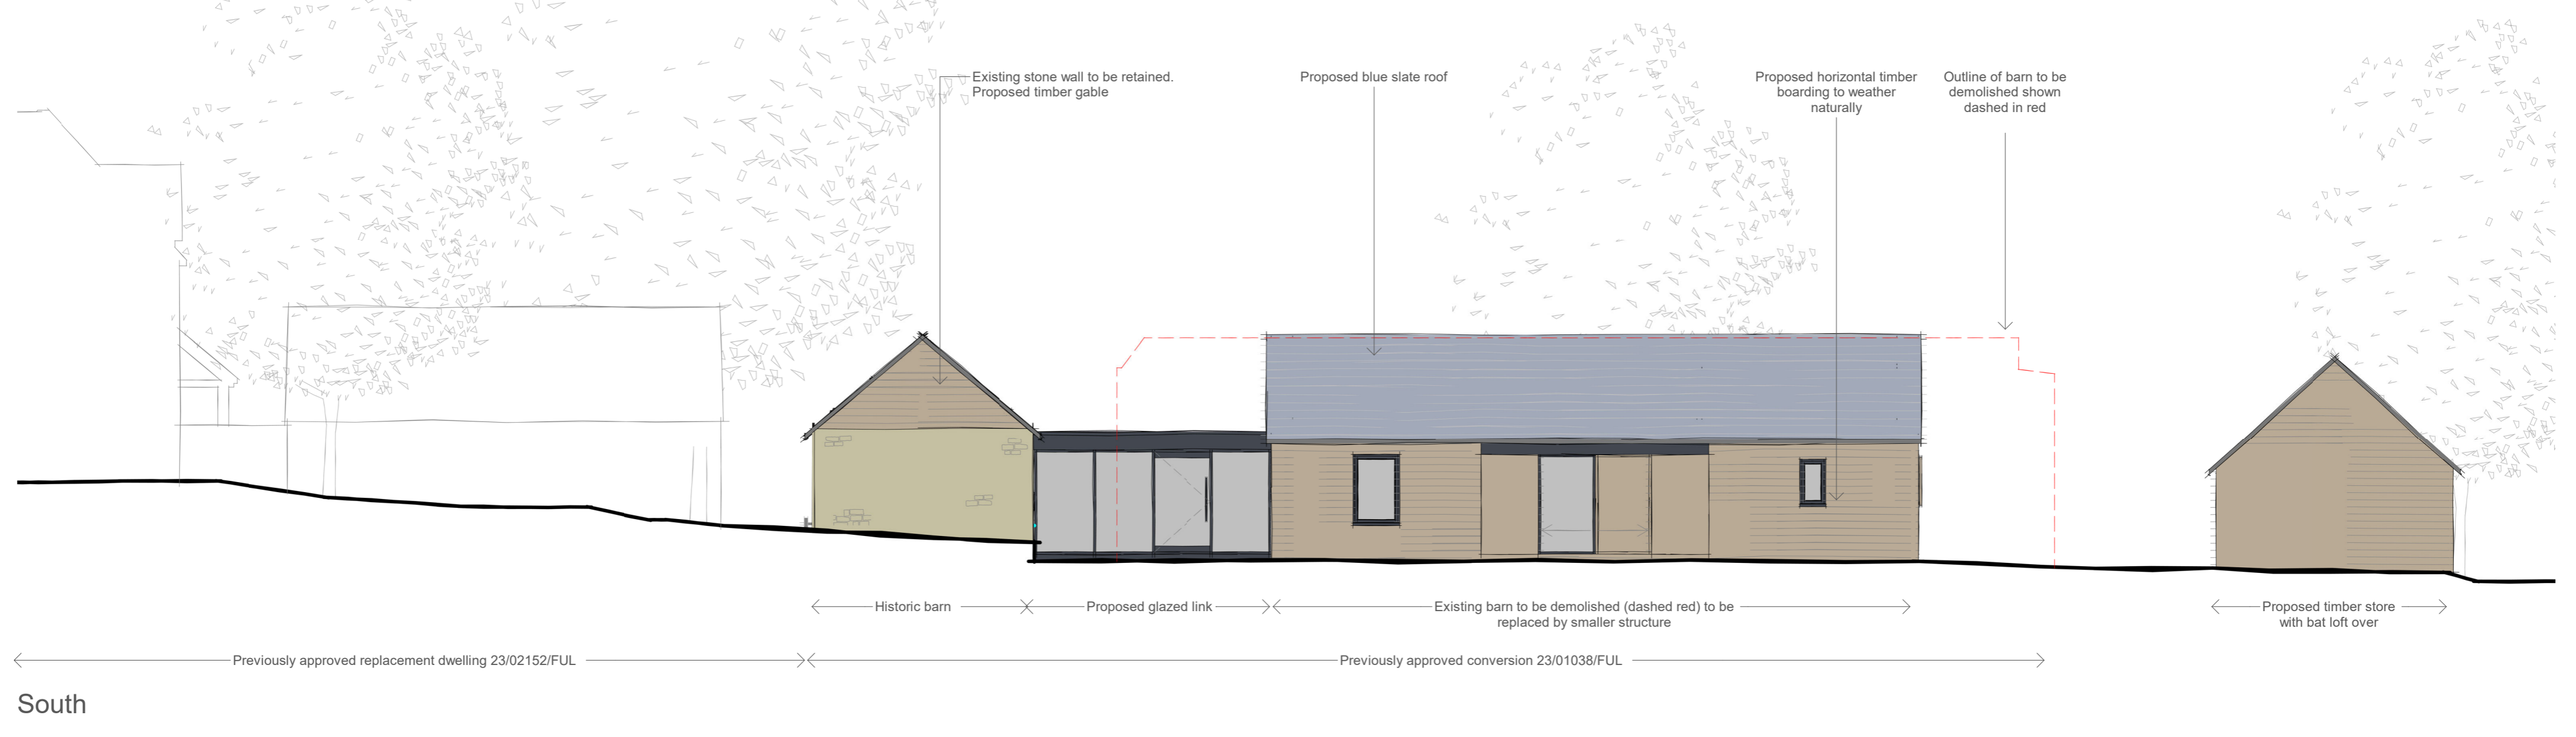 Existing stone wall to be retained.
Proposed timber gable
Proposed blue slate roof
Proposed horizontal timber
boarding to weather
naturally
Outline of barn to be
demolished shown
dashed in red
Historic barn
Proposed glazed link
Existing barn to be demolished (dashed red) to be
replaced by smaller structure
Proposed timber store
with bat loft over
Previously approved replacement dwelling 23/02152/FUL
Previously approved conversion 23/01038/FUL
South